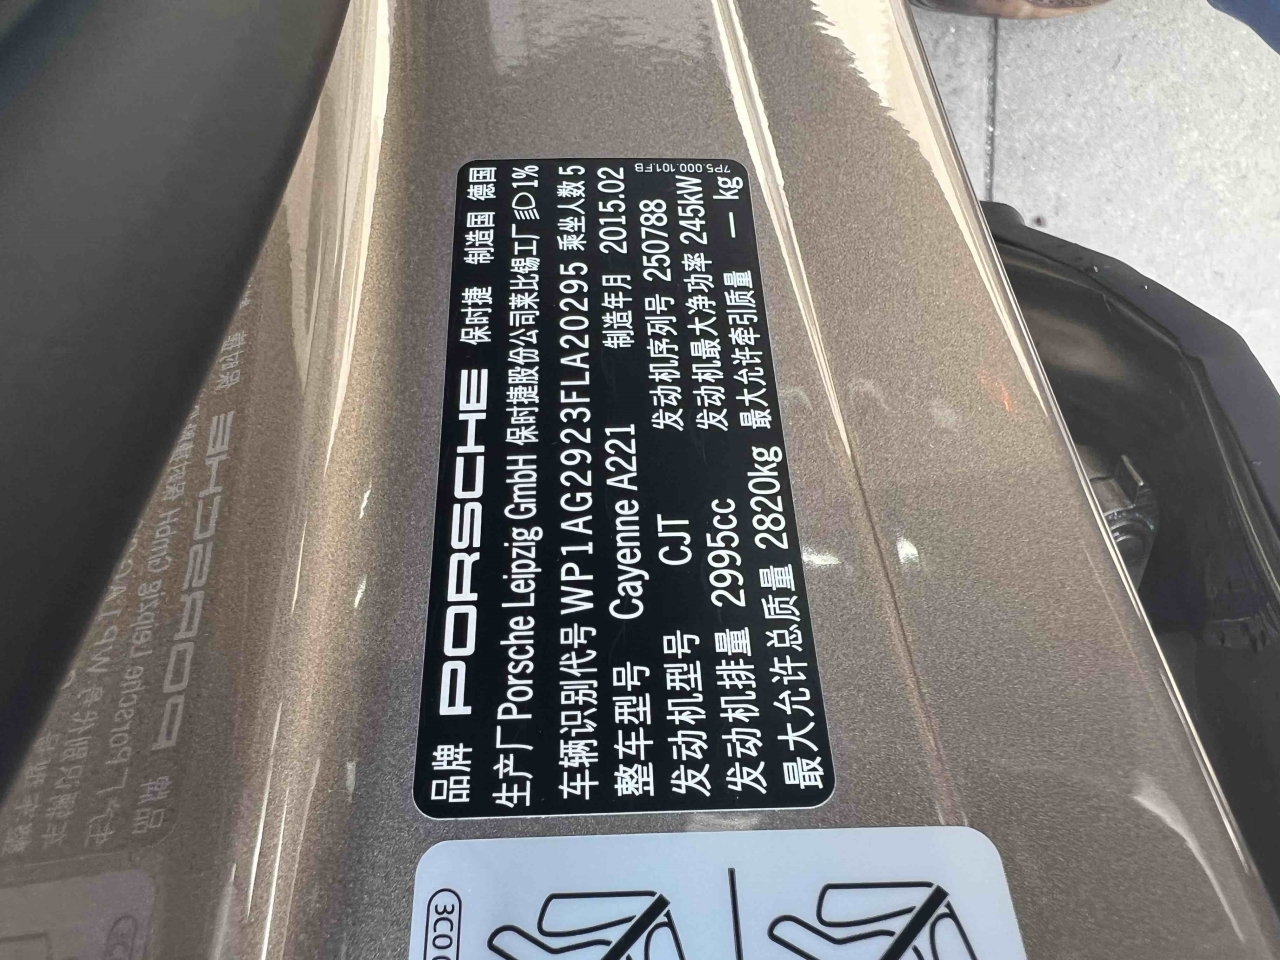 品牌 PORSCHE 保时捷 制造国 德国
生产厂 Porsche Leipzig GmbH 保时捷股份公司莱比锡工厂 1%
车辆识别代号 WP1AG2923FLA20295 乘坐人数 5
整车型号 Cayenne A221 制造年月 2015.02
发动机型号 CJT 发动机序列号 250788
发动机排量 2995cc 发动机最大净功率 245kW
最大允许总质量 2820kg 最大允许牵引质量 — kg
7P5.000.101.FB
3C0